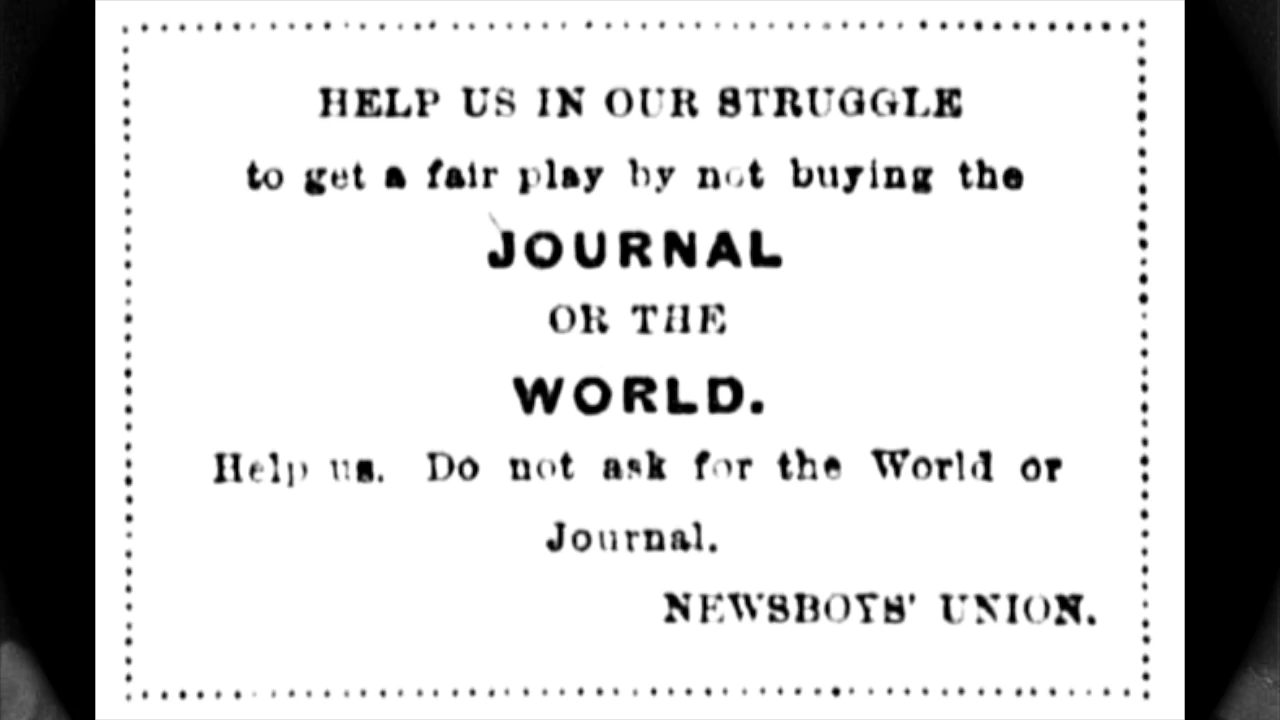 HELP US IN OUR STRUGGLE
to get a fair play by not buying the
JOURNAL
OR THE
WORLD.
Help us. Do not ask for the World or
Journal.
NEWSBOYS' UNION.